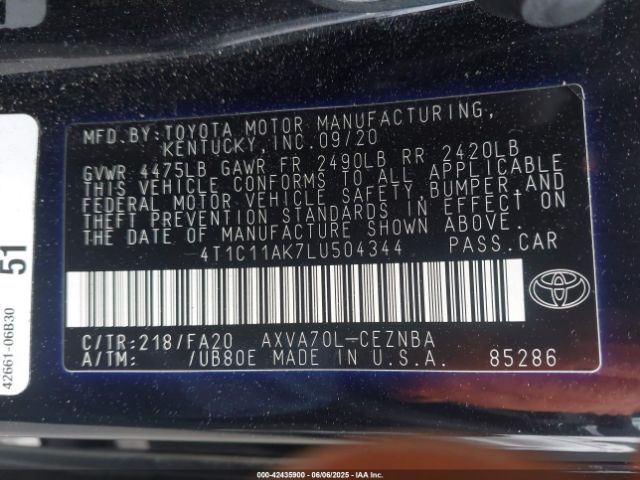 MFD.BY:TOYOTA MOTOR MANUFACTURING,
KENTUCKY,INC.09/20
GVWR 4475LB GAWR FR 2490LB RR 2420LB
THIS VEHICLE CONFORMS TO ALL APPLICABLE
FEDERAL MOTOR VEHICLE SAFETY,BUMPER,AND
THEFT PREVENTION STANDARDS IN EFFECT ON
THE DATE OF MANUFACTURE SHOWN ABOVE.
4T1C11AK7LU504344 PASS.CAR
C/TR:218/FA20 AXVA70L-CEZNBA
A/TM: /UB80E MADE IN U.S.A. 85286
51
42661-06B30
000-42435900 - 06/06/2025 - IAA Inc.